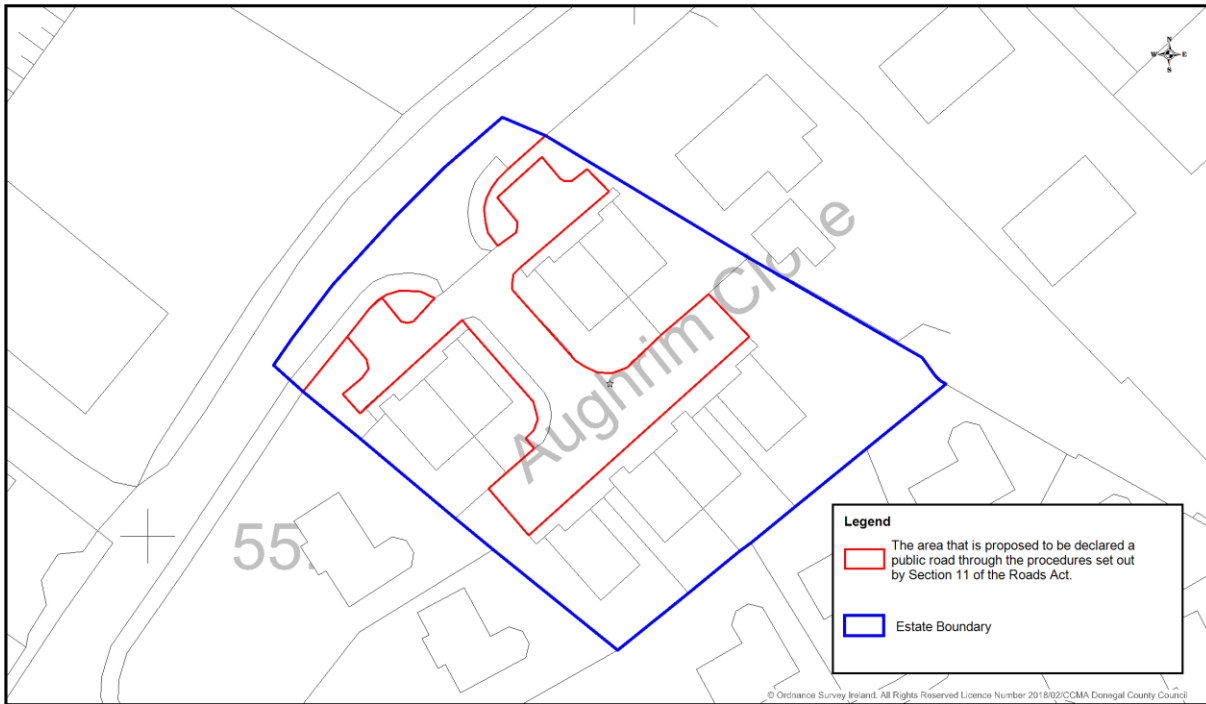 N
W E
S
Aughrim
55
Legend
The area that is proposed to be declared a
public road through the procedures set out
by Section 11 of the Roads Act.
Estate Boundary
© Ordnance Survey Ireland. All Rights Reserved Licence Number 2018/02/CCMA Donegal County Council